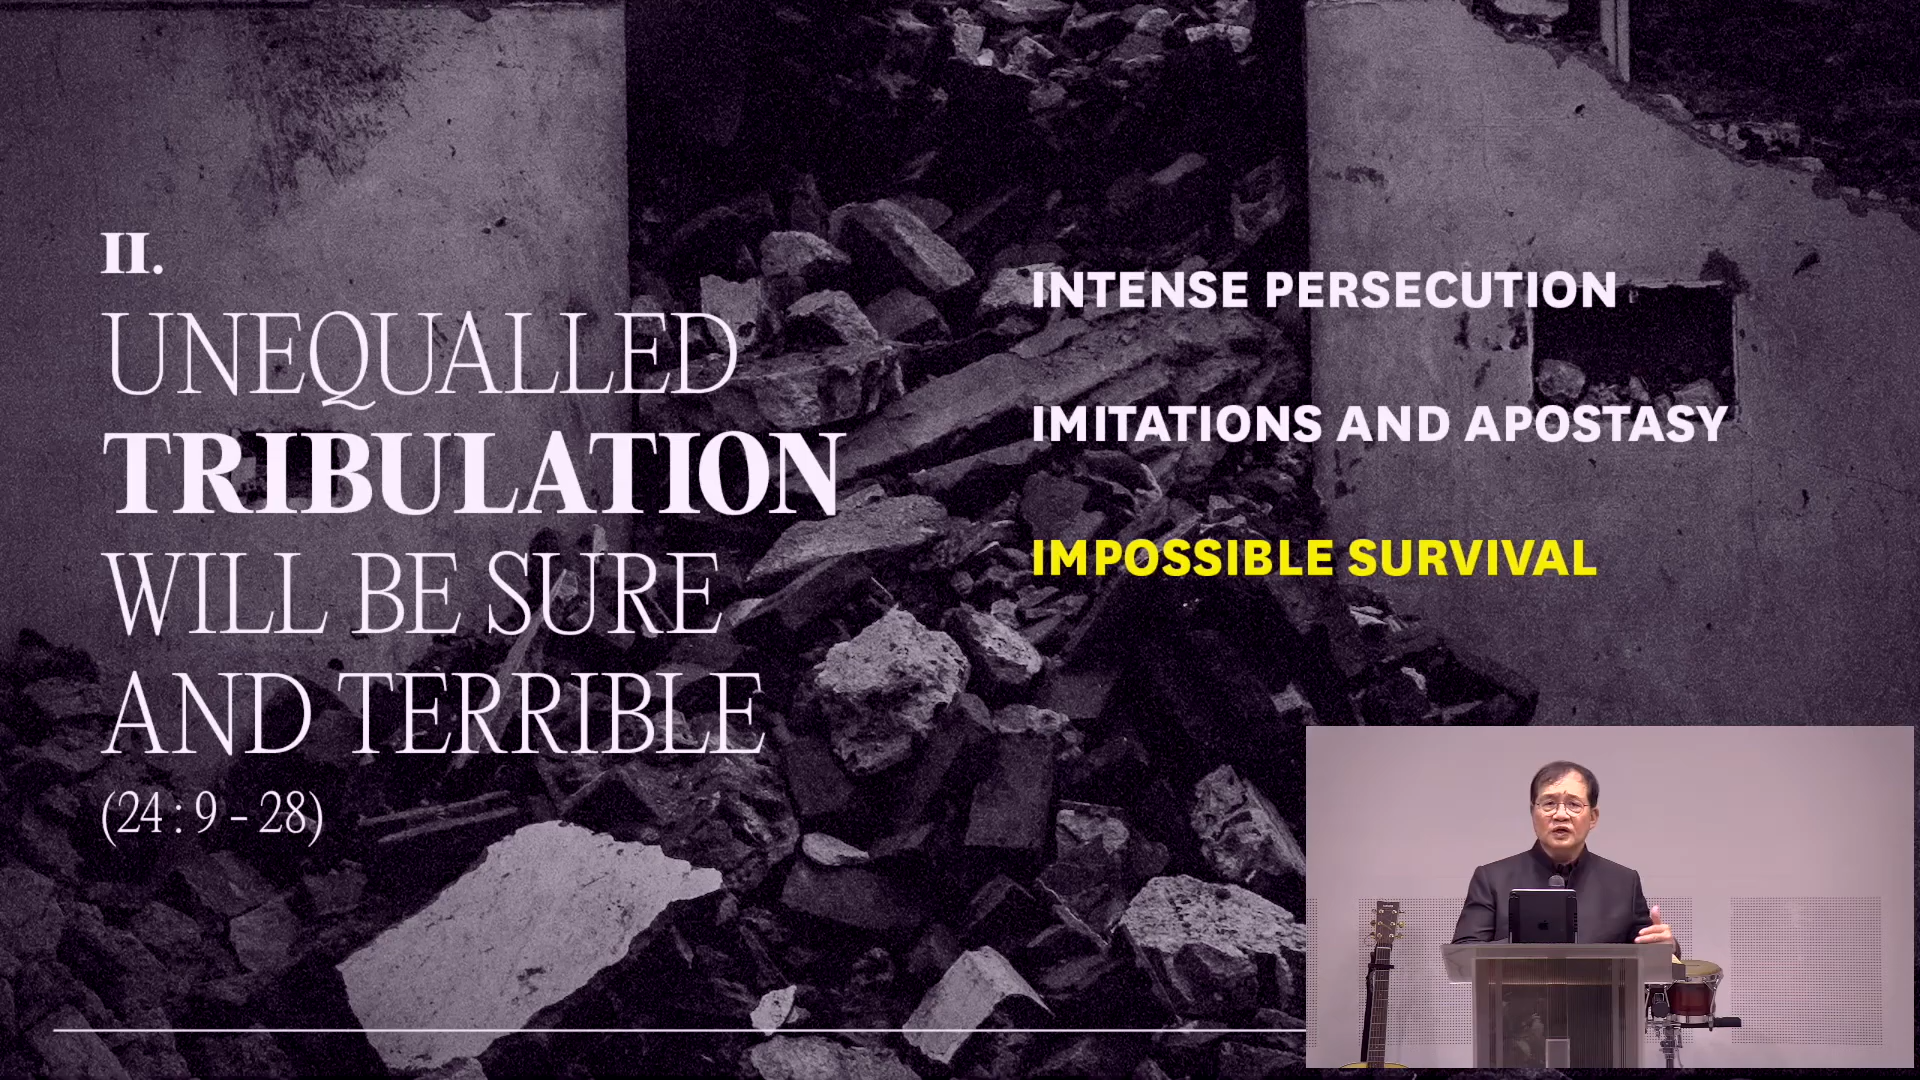 II.
UNEQUALLED
TRIBULATION
WILL BE SURE
AND TERRIBLE
(24 : 9 – 28)
INTENSE PERSECUTION
IMITATIONS AND APOSTASY
IMPOSSIBLE SURVIVAL